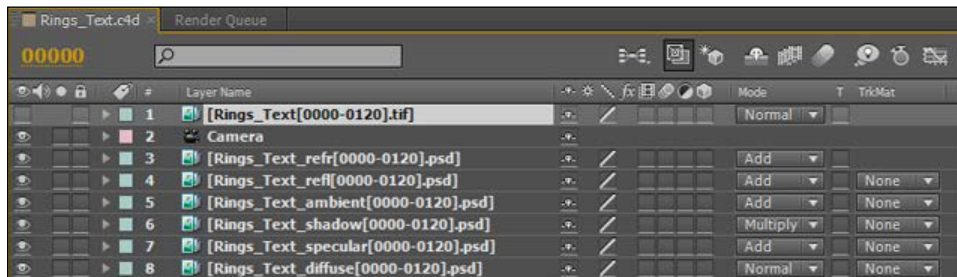 Rings_Text.c4d × Render Queue
00000
# Layer Name fx Mode T TrkMat
1 [Rings_Text[0000-0120].tif] Normal
2 Camera
3 [Rings_Text_refr[0000-0120].psd] Add
4 [Rings_Text_refl[0000-0120].psd] Add None
5 [Rings_Text_ambient[0000-0120].psd] Add None
6 [Rings_Text_shadow[0000-0120].psd] Multiply None
7 [Rings_Text_specular[0000-0120].psd] Add None
8 [Rings_Text_diffuse[0000-0120].psd] Normal None